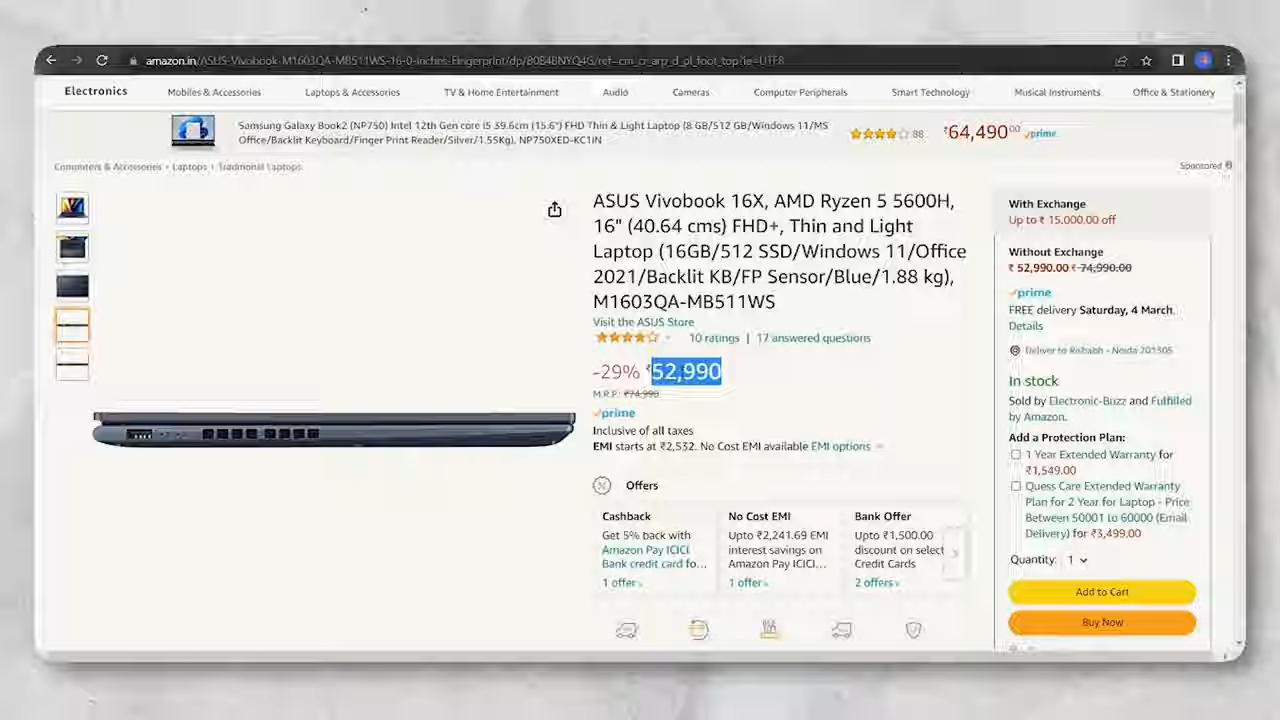 amazon.in/ASUS-Vivobook-M1603QA-MB511WS-16-0-inches-Fingerprint/dp/B0B4BNYQ4G/ref=cm_cr_arp_d_pl_foot_top?ie=UTF8
Electronics
Mobiles & Accessories
Laptops & Accessories
TV & Home Entertainment
Audio
Cameras
Computer Peripherals
Smart Technology
Musical Instruments
Office & Stationery
Samsung Galaxy Book2 (NP750) Intel 12th Gen core i5 39.6cm (15.6") FHD Thin & Light Laptop (8 GB/512 GB/Windows 11/MS
Office/Backlit Keyboard/Finger Print Reader/Silver/1.55Kg), NP750XED-KC1IN
88
₹64,490.00
prime
Computers & Accessories › Laptops › Traditional Laptops
Sponsored
ASUS Vivobook 16X, AMD Ryzen 5 5600H,
16" (40.64 cms) FHD+, Thin and Light
Laptop (16GB/512 SSD/Windows 11/Office
2021/Backlit KB/FP Sensor/Blue/1.88 kg),
M1603QA-MB511WS
Visit the ASUS Store
10 ratings | 17 answered questions
-29% ₹52,990
M.R.P.: ₹74,990
prime
Inclusive of all taxes
EMI starts at ₹2,532. No Cost EMI available EMI options
Offers
Cashback
Get 5% back with
Amazon Pay ICICI
Bank credit card fo...
1 offer ›
No Cost EMI
Upto ₹2,241.69 EMI
interest savings on
Amazon Pay ICICI...
1 offer ›
Bank Offer
Upto ₹1,500.00
discount on select
Credit Cards
2 offers ›
With Exchange
Up to ₹ 15,000.00 off
Without Exchange
₹ 52,990.00 ₹ 74,990.00
prime
FREE delivery Saturday, 4 March.
Details
Deliver to Rishabh - Noida 201305
In stock
Sold by Electronic-Buzz and Fulfilled
by Amazon.
Add a Protection Plan:
1 Year Extended Warranty for
₹1,549.00
Quess Care Extended Warranty
Plan for 2 Year for Laptop - Price
Between 50001 to 60000 (Email
Delivery) for ₹3,499.00
Quantity: 1
Add to Cart
Buy Now